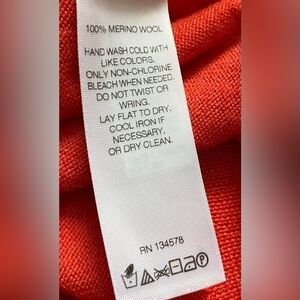 100% MERINO WOOL
HAND WASH COLD WITH
LIKE COLORS.
ONLY NON-CHLORINE
BLEACH WHEN NEEDED.
DO NOT TWIST OR
WRING.
LAY FLAT TO DRY.
COOL IRON IF
NECESSARY.
OR DRY CLEAN.
RN 134578